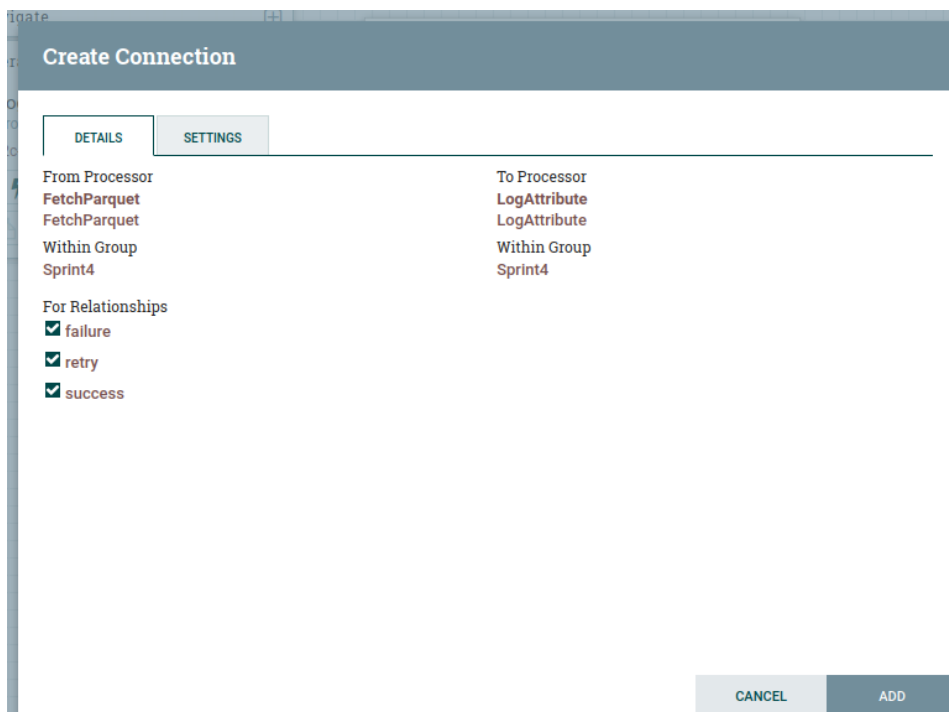 Create Connection
DETAILS
SETTINGS
From Processor
FetchParquet
FetchParquet
Within Group
Sprint4
To Processor
LogAttribute
LogAttribute
Within Group
Sprint4
For Relationships
failure
retry
success
CANCEL
ADD